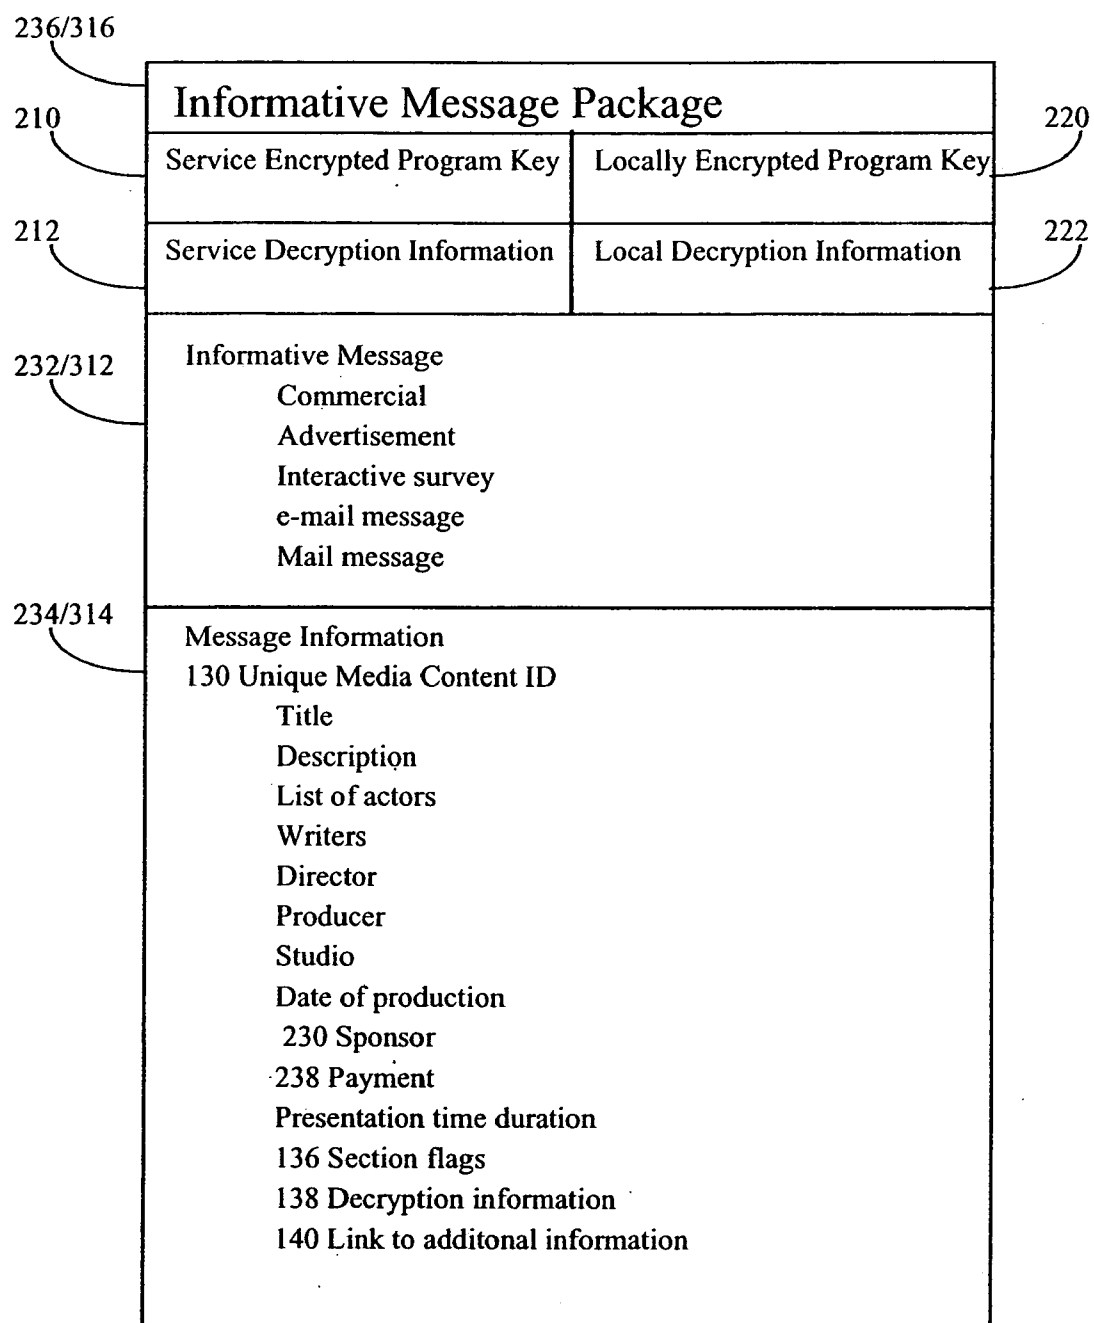 236/316
Informative Message Package
210
220
Service Encrypted Program Key
Locally Encrypted Program Key
212
222
Service Decryption Information
Local Decryption Information
232/312
Informative Message
Commercial
Advertisement
Interactive survey
e-mail message
Mail message
234/314
Message Information
130 Unique Media Content ID
Title
Description
List of actors
Writers
Director
Producer
Studio
Date of production
230 Sponsor
238 Payment
Presentation time duration
136 Section flags
138 Decryption information
140 Link to additonal information